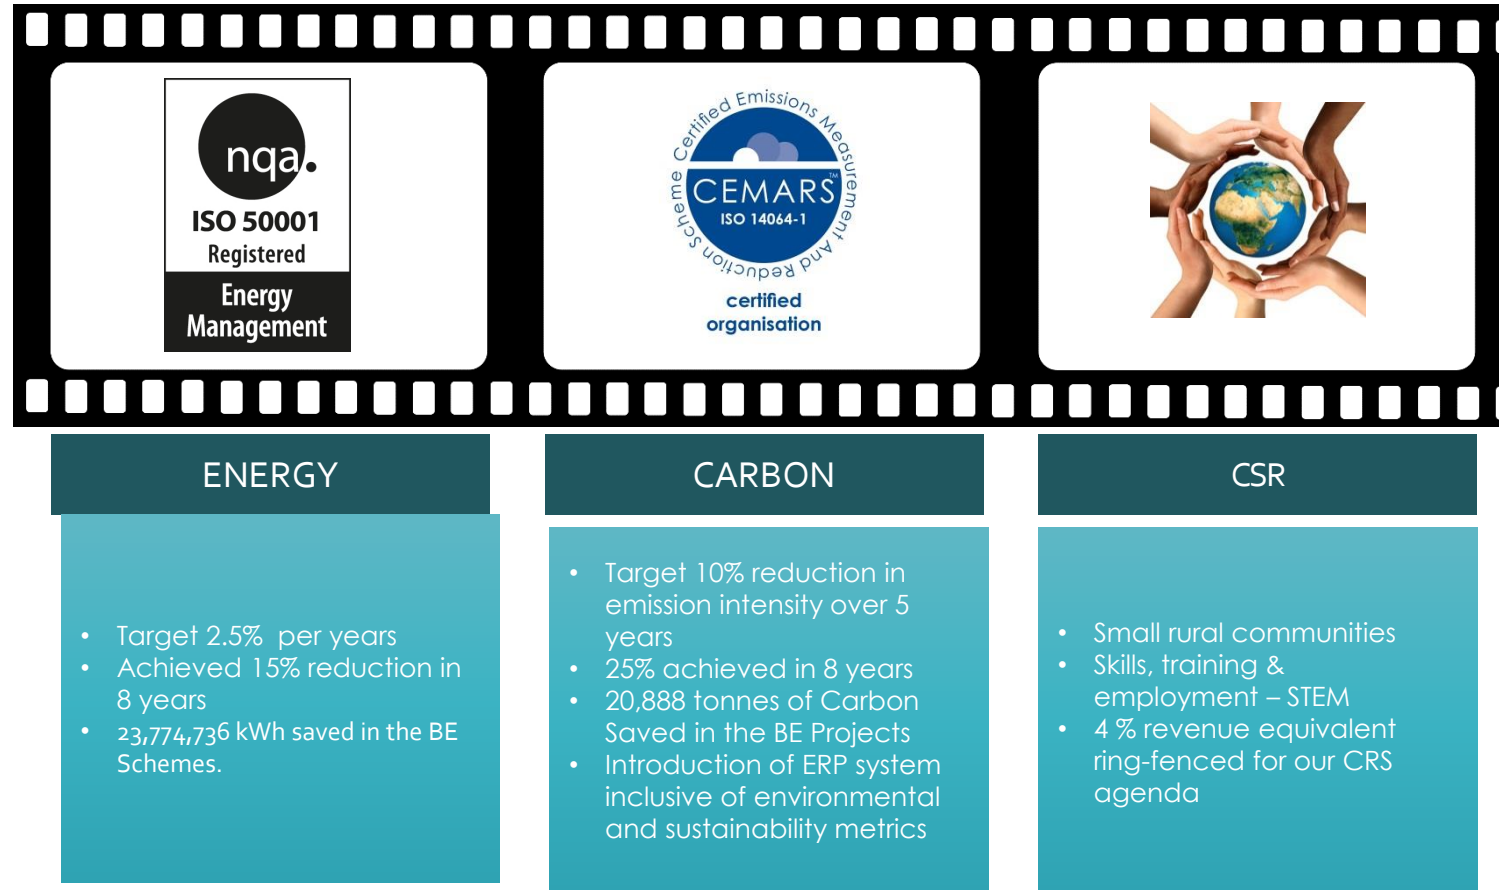 nqa.
ISO 50001
Registered
Energy
Management
Certified Emissions Measurement And Reduction Scheme
CEMARS™
ISO 14064-1
certified
organisation
ENERGY
• Target 2.5%  per years
• Achieved 15% reduction in
8 years
• 23,774,736 kWh saved in the BE
Schemes.
CARBON
• Target 10% reduction in
emission intensity over 5
years
• 25% achieved in 8 years
• 20,888 tonnes of Carbon
Saved in the BE Projects
• Introduction of ERP system
inclusive of environmental
and sustainability metrics
CSR
• Small rural communities
• Skills, training &
employment – STEM
• 4 % revenue equivalent
ring-fenced for our CRS
agenda